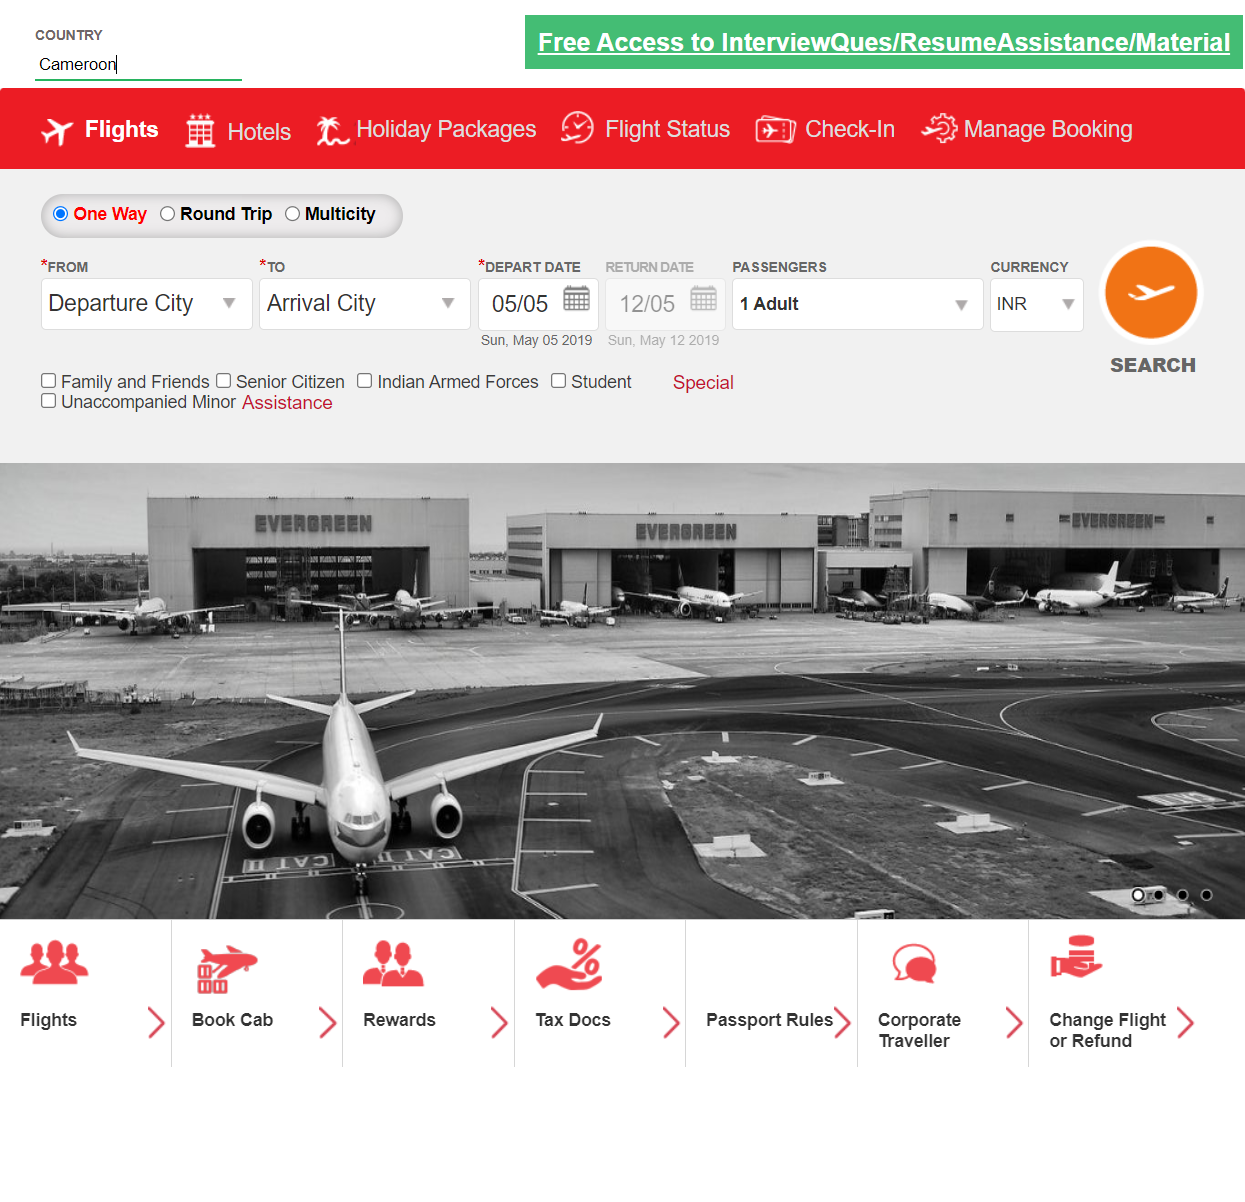 COUNTRY
Cameroon
Free Access to InterviewQues/ResumeAssistance/Material
Flights
Hotels
Holiday Packages
Flight Status
Check-In
Manage Booking
One Way
Round Trip
Multicity
*FROM
*TO
*DEPART DATE
RETURN DATE
PASSENGERS
CURRENCY
Departure City
Arrival City
05/05
12/05
1 Adult
INR
Sun, May 05 2019
Sun, May 12 2019
SEARCH
Family and Friends
Senior Citizen
Indian Armed Forces
Student
Special
Unaccompanied Minor
Assistance
EVERGREEN
EVERGREEN
EVERGREEN
CAT II
CAT II
Flights
Book Cab
Rewards
Tax Docs
Passport Rules
Corporate
Traveller
Change Flight
or Refund